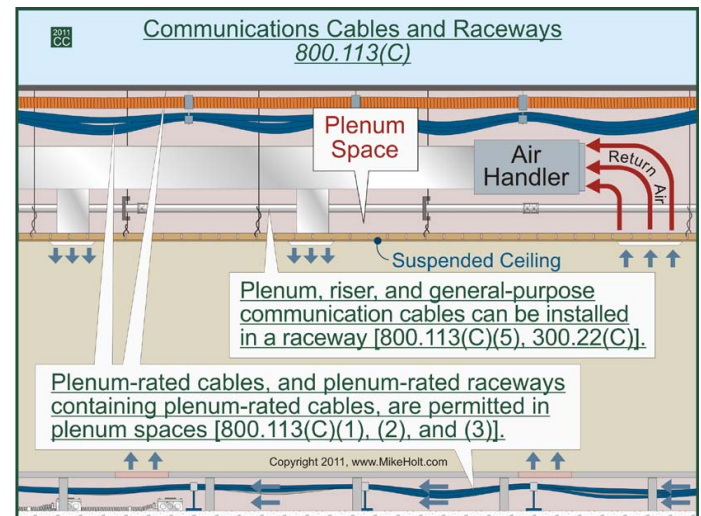 2011
CC
Communications Cables and Raceways
800.113(C)
Plenum
Space
Air
Handler
Return Air
Suspended Ceiling
Plenum, riser, and general-purpose
communication cables can be installed
in a raceway [800.113(C)(5), 300.22(C)].
Plenum-rated cables, and plenum-rated raceways
containing plenum-rated cables, are permitted in
plenum spaces [800.113(C)(1), (2), and (3)].
Copyright 2011, www.MikeHolt.com